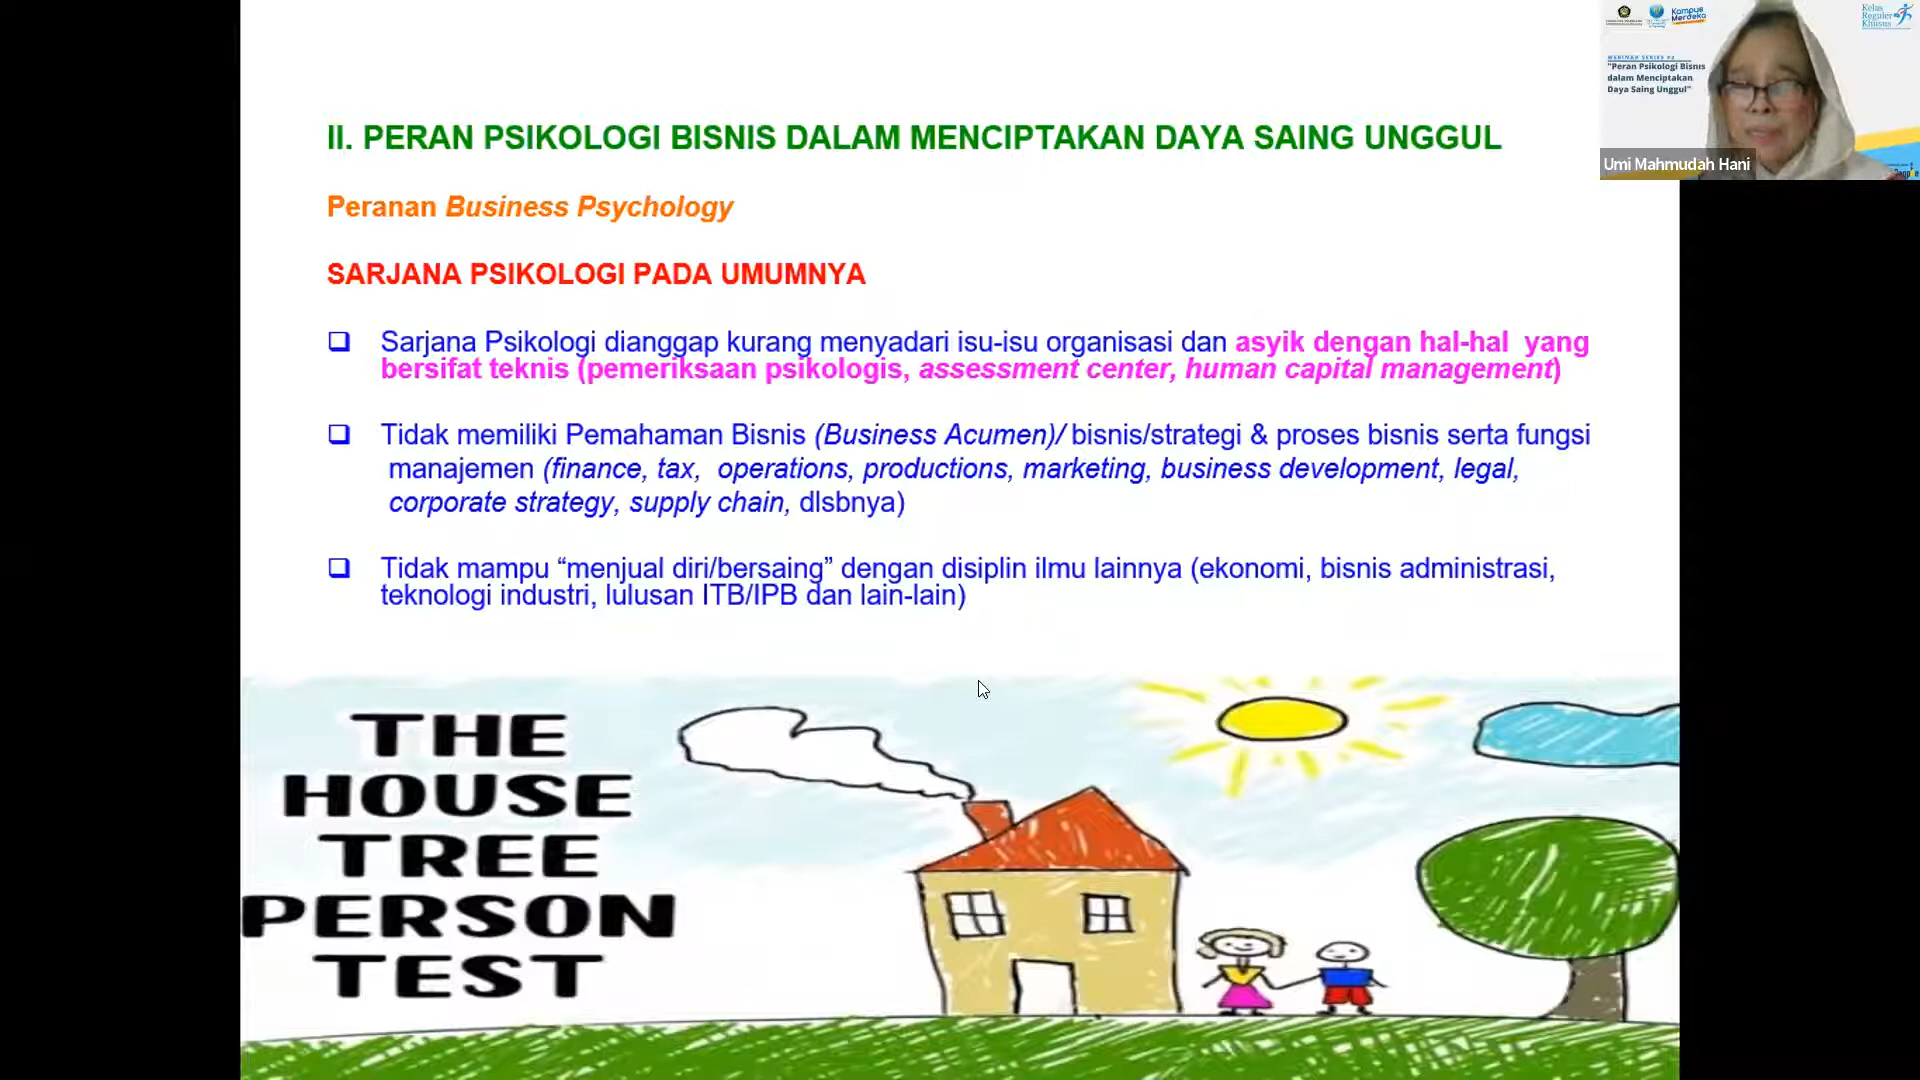 II. PERAN PSIKOLOGI BISNIS DALAM MENCIPTAKAN DAYA SAING UNGGUL
Peranan Business Psychology
SARJANA PSIKOLOGI PADA UMUMNYA
Sarjana Psikologi dianggap kurang menyadari isu-isu organisasi dan asyik dengan hal-hal yang
bersifat teknis (pemeriksaan psikologis, assessment center, human capital management)
Tidak memiliki Pemahaman Bisnis (Business Acumen)/ bisnis/strategi & proses bisnis serta fungsi
manajemen (finance, tax, operations, productions, marketing, business development, legal,
corporate strategy, supply chain, dlsbnya)
Tidak mampu “menjual diri/bersaing” dengan disiplin ilmu lainnya (ekonomi, bisnis administrasi,
teknologi industri, lulusan ITB/IPB dan lain-lain)
THE
HOUSE
TREE
PERSON
TEST
Kampus
Merdeka
Kelas
Reguler
Khusus
WEBINAR SERIES #2
"Peran Psikologi Bisnis
dalam Menciptakan
Daya Saing Unggul"
Umi Mahmudah Hani